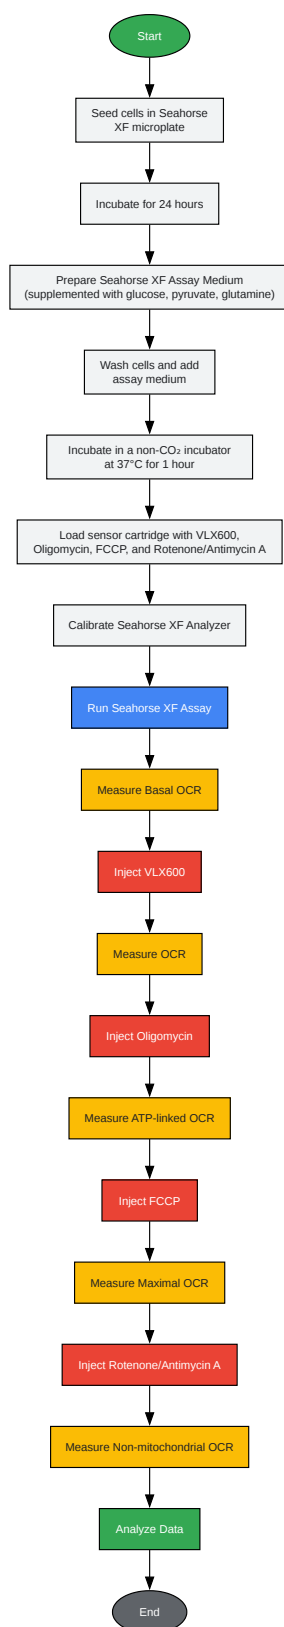 Start
Seed cells in Seahorse
XF microplate
Incubate for 24 hours
Prepare Seahorse XF Assay Medium
(supplemented with glucose, pyruvate, glutamine)
Wash cells and add
assay medium
Incubate in a non-CO₂ incubator
at 37°C for 1 hour
Load sensor cartridge with VLX600,
Oligomycin, FCCP, and Rotenone/Antimycin A
Calibrate Seahorse XF Analyzer
Run Seahorse XF Assay
Measure Basal OCR
Inject VLX600
Measure OCR
Inject Oligomycin
Measure ATP-linked OCR
Inject FCCP
Measure Maximal OCR
Inject Rotenone/Antimycin A
Measure Non-mitochondrial OCR
Analyze Data
End